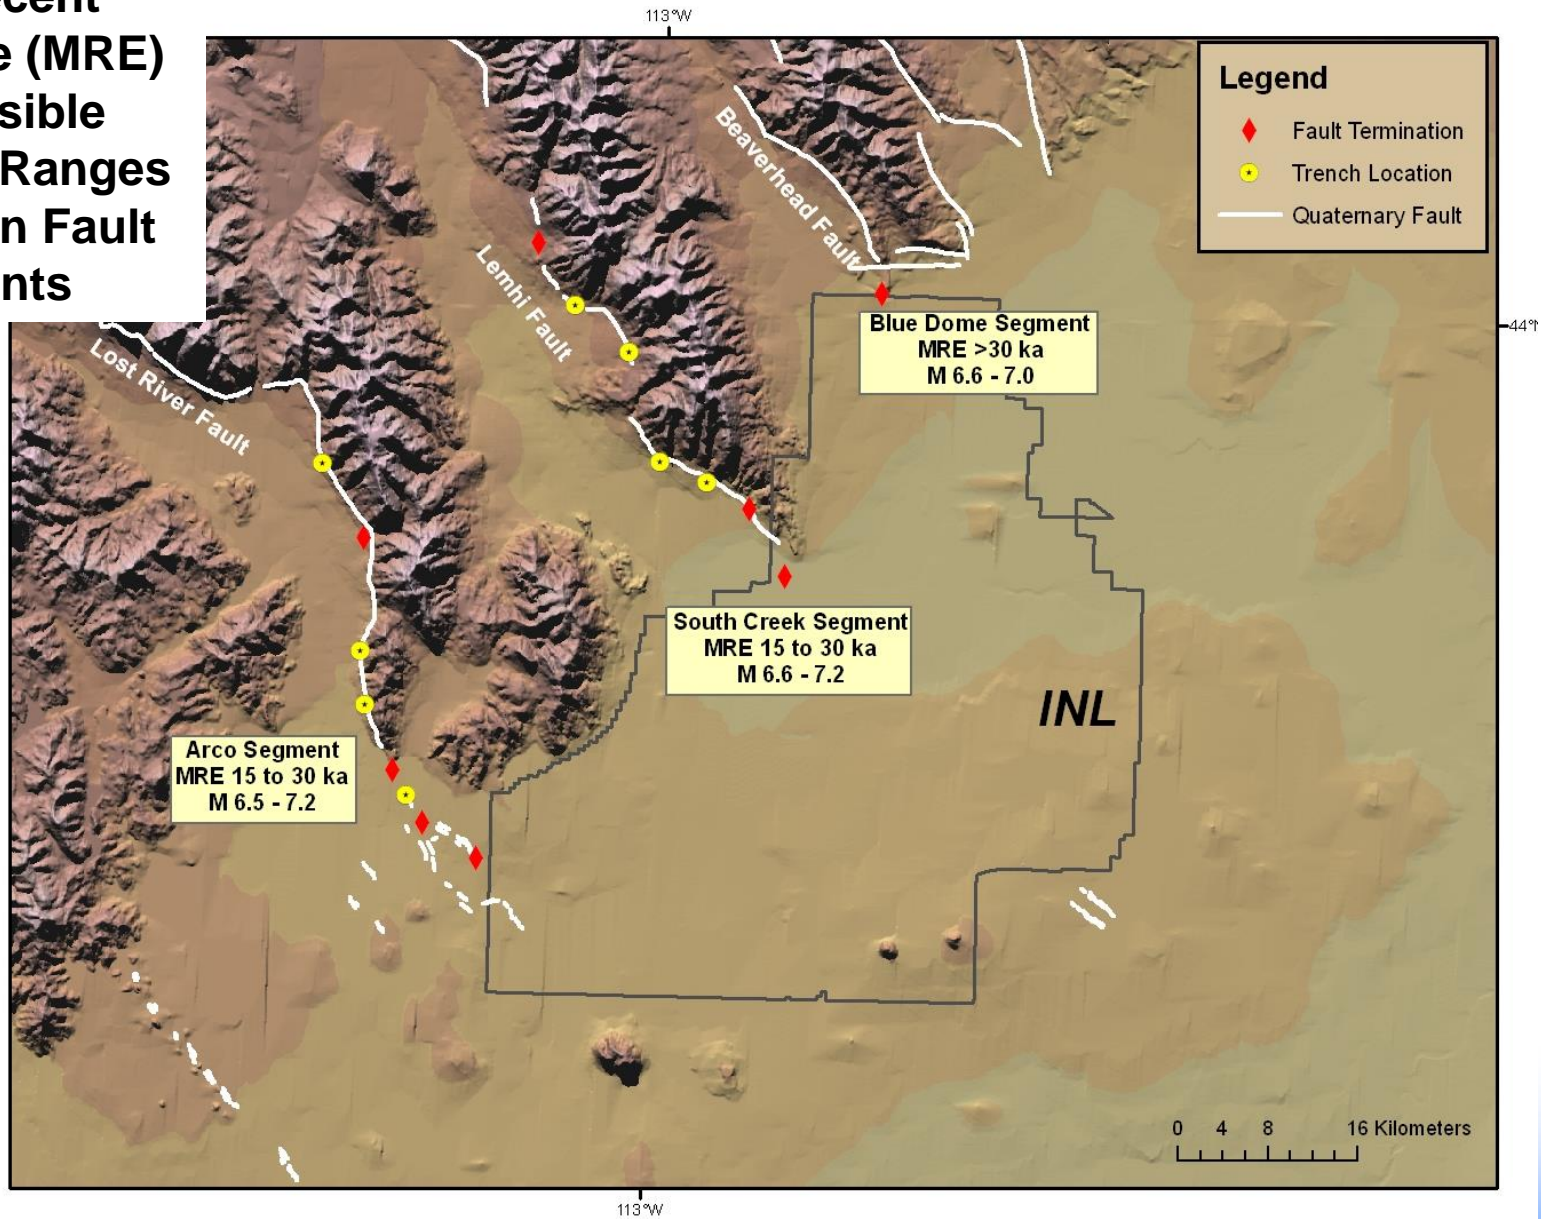 ecent
e (MRE)
sible
Ranges
n Fault
nts
113°W
Legend
Fault Termination
Trench Location
Quaternary Fault
Beaverhead Fault
Lemhi Fault
Lost River Fault
44°
Blue Dome Segment
MRE >30 ka
M 6.6 - 7.0
South Creek Segment
MRE 15 to 30 ka
M 6.6 - 7.2
INL
Arco Segment
MRE 15 to 30 ka
M 6.5 - 7.2
0 4 8 16 Kilometers
113°W